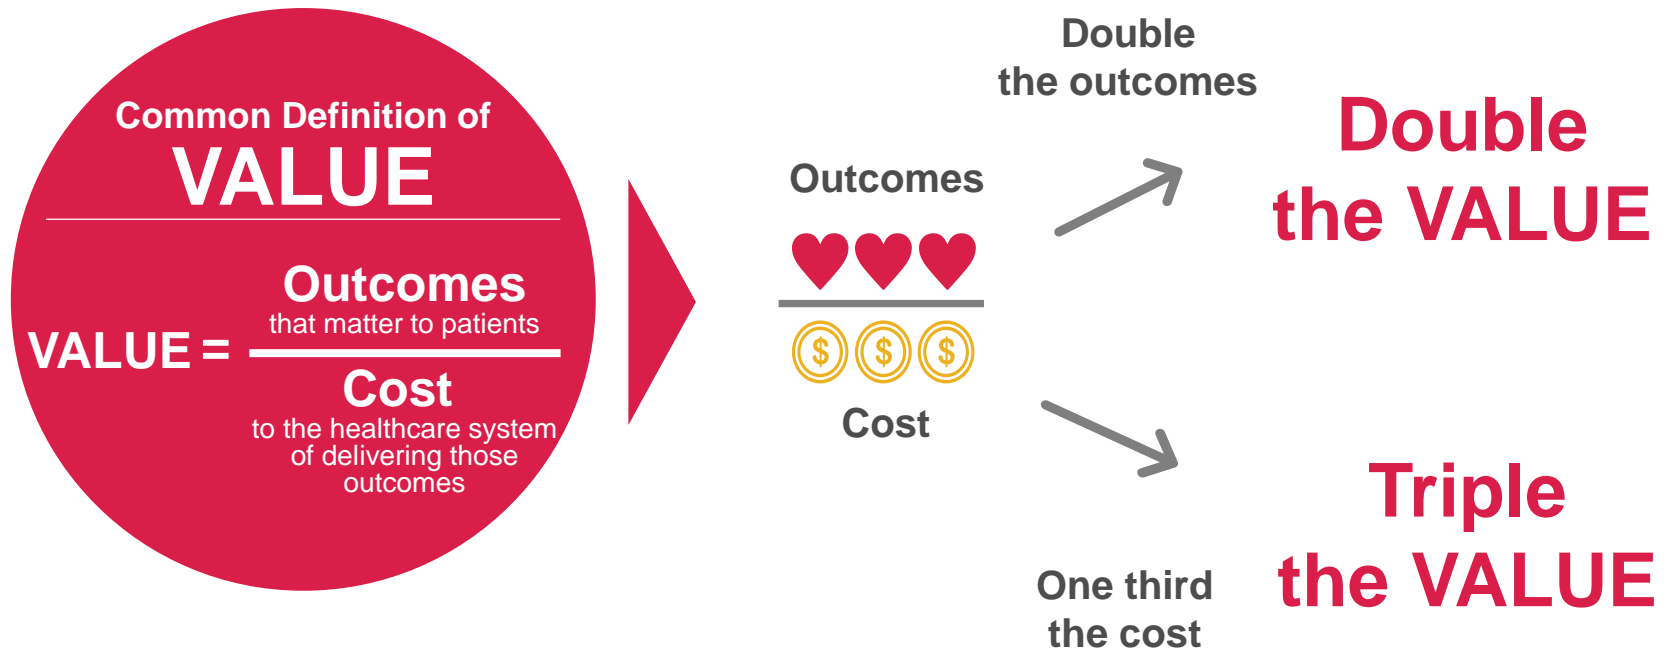 Common Definition of
VALUE
VALUE =
Outcomes
that matter to patients
Cost
to the healthcare system
of delivering those
outcomes
Outcomes
$ $ $
Cost
Double
the outcomes
Double
the VALUE
One third
the cost
Triple
the VALUE